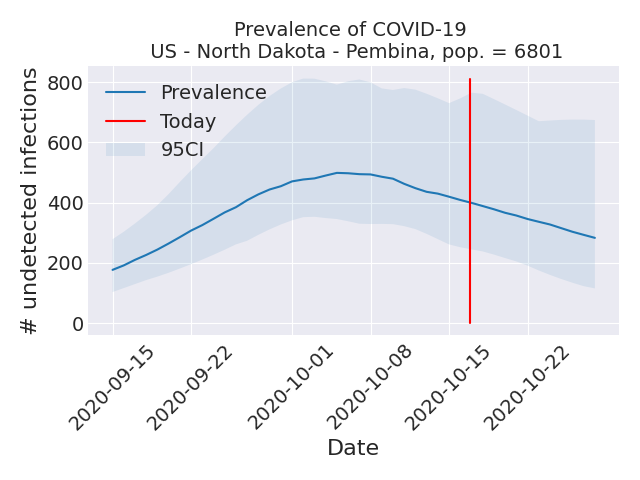 Prevalence of COVID-19
US - North Dakota - Pembina, pop. = 6801
# undetected infections
800
600
400
200
0
Prevalence
Today
95CI
2020-09-15
2020-09-22
2020-10-01
2020-10-08
2020-10-15
2020-10-22
Date